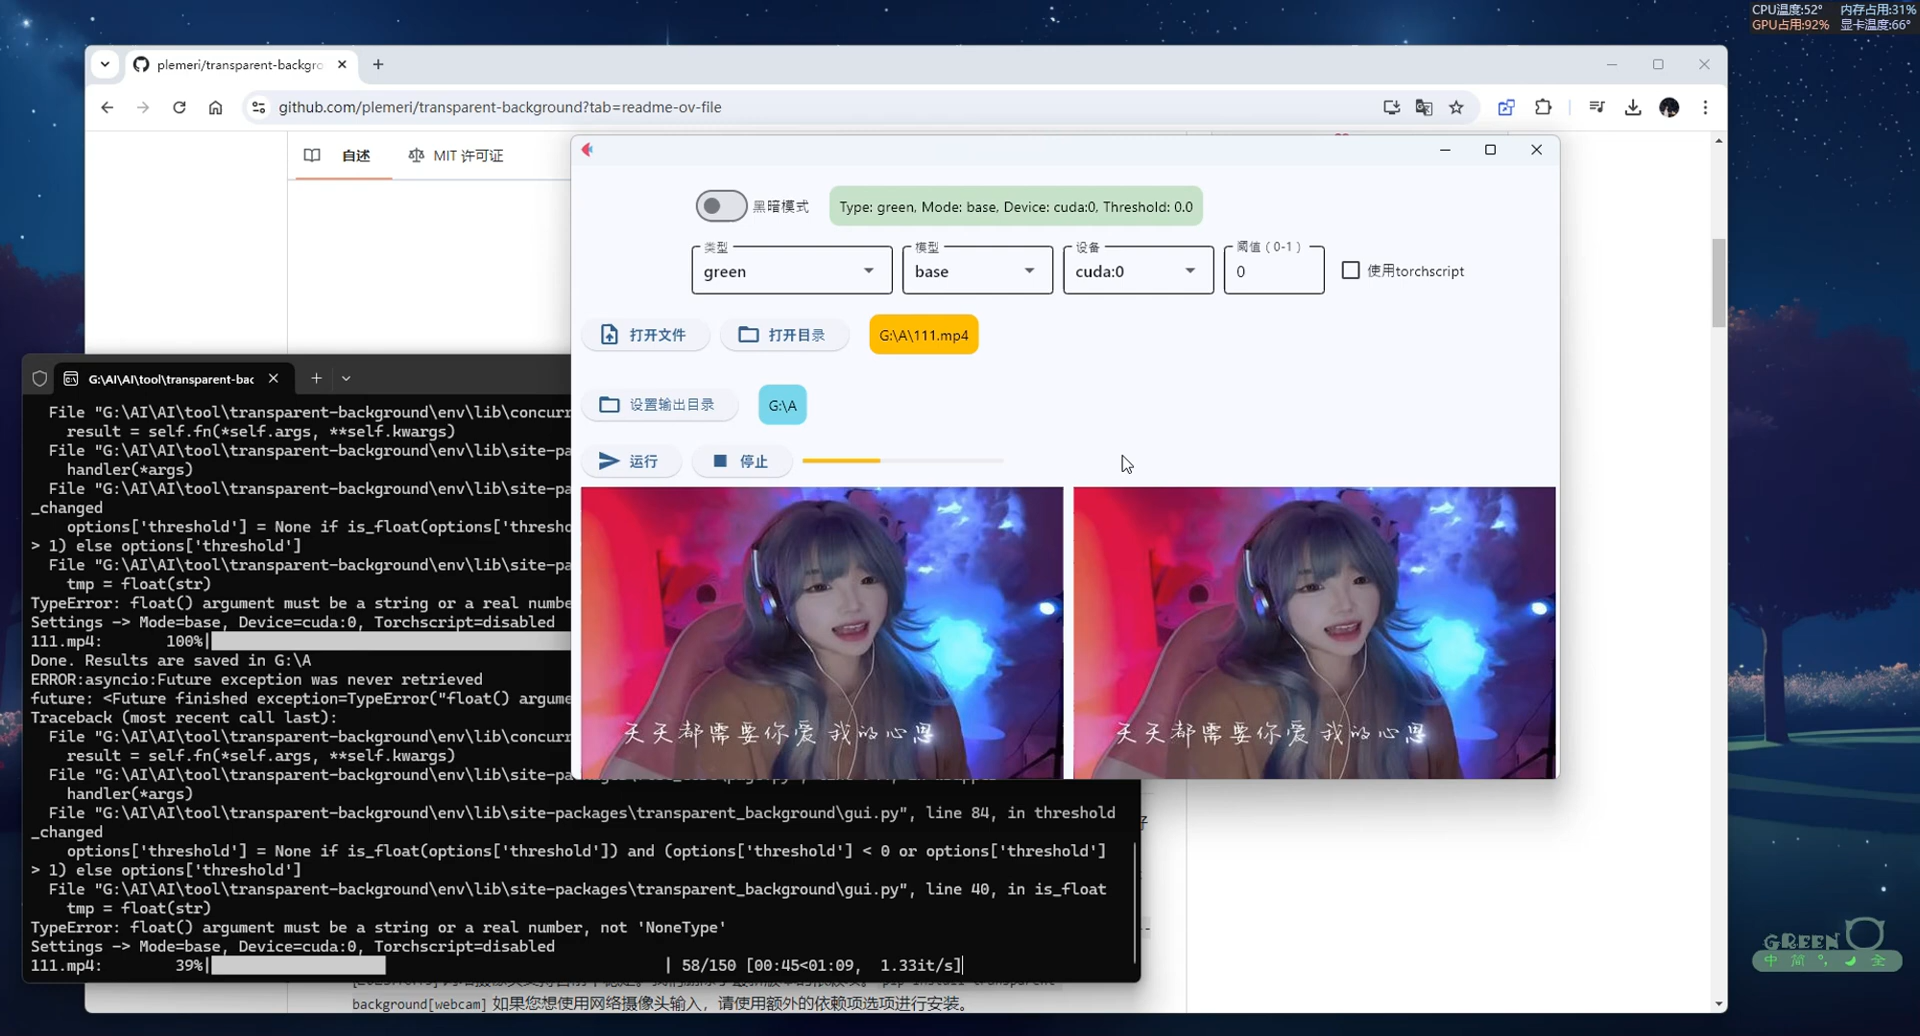 CPU温度:52° 内存占用:31%
GPU占用:92% 显卡温度:66°
plemeri/transparent-backgro
github.com/plemeri/transparent-background?tab=readme-ov-file
自述
MIT 许可证
黑暗模式
Type: green, Mode: base, Device: cuda:0, Threshold: 0.0
类型 模型 设备 阈值（0-1）
green base cuda:0 0 使用torchscript
打开文件 打开目录 G:\A\111.mp4
设置输出目录 G:\A
运行 停止
天天都需要你爱 我的心思
天天都需要你爱 我的心思
G:\AI\AI\tool\transparent-bac
File "G:\AI\AI\tool\transparent-background\env\lib\concurr
result = self.fn(*self.args, **self.kwargs)
File "G:\AI\AI\tool\transparent-background\env\lib\site-pa
handler(*args)
File "G:\AI\AI\tool\transparent-background\env\lib\site-p
_changed
options['threshold'] = None if is_float(options['thresho
> 1) else options['threshold']
File "G:\AI\AI\tool\transparent-background\env\lib\site-pa
tmp = float(str)
TypeError: float() argument must be a string or a real numbe
Settings -> Mode=base, Device=cuda:0, Torchscript=disabled
111.mp4: 100%|
Done. Results are saved in G:\A
ERROR:asyncio:Future exception was never retrieved
future: <Future finished exception=TypeError("float() argume
Traceback (most recent call last):
File "G:\AI\AI\tool\transparent-background\env\lib\concurr
result = self.fn(*self.args, **self.kwargs)
File "G:\AI\AI\tool\transparent-background\env\lib\site-pa
handler(*args)
File "G:\AI\AI\tool\transparent-background\env\lib\site-packages\transparent_background\gui.py", line 84, in threshold
_changed
options['threshold'] = None if is_float(options['threshold']) and (options['threshold'] < 0 or options['threshold']
> 1) else options['threshold']
File "G:\AI\AI\tool\transparent-background\env\lib\site-packages\transparent_background\gui.py", line 40, in is_float
tmp = float(str)
TypeError: float() argument must be a string or a real number, not 'NoneType'
Settings -> Mode=base, Device=cuda:0, Torchscript=disabled
111.mp4: 39%| | 58/150 [00:45<01:09, 1.33it/s]
background[webcam] 如果您想使用网络摄像头输入，请使用额外的依赖项选项进行安装。
GREEN
中 简 °, 全